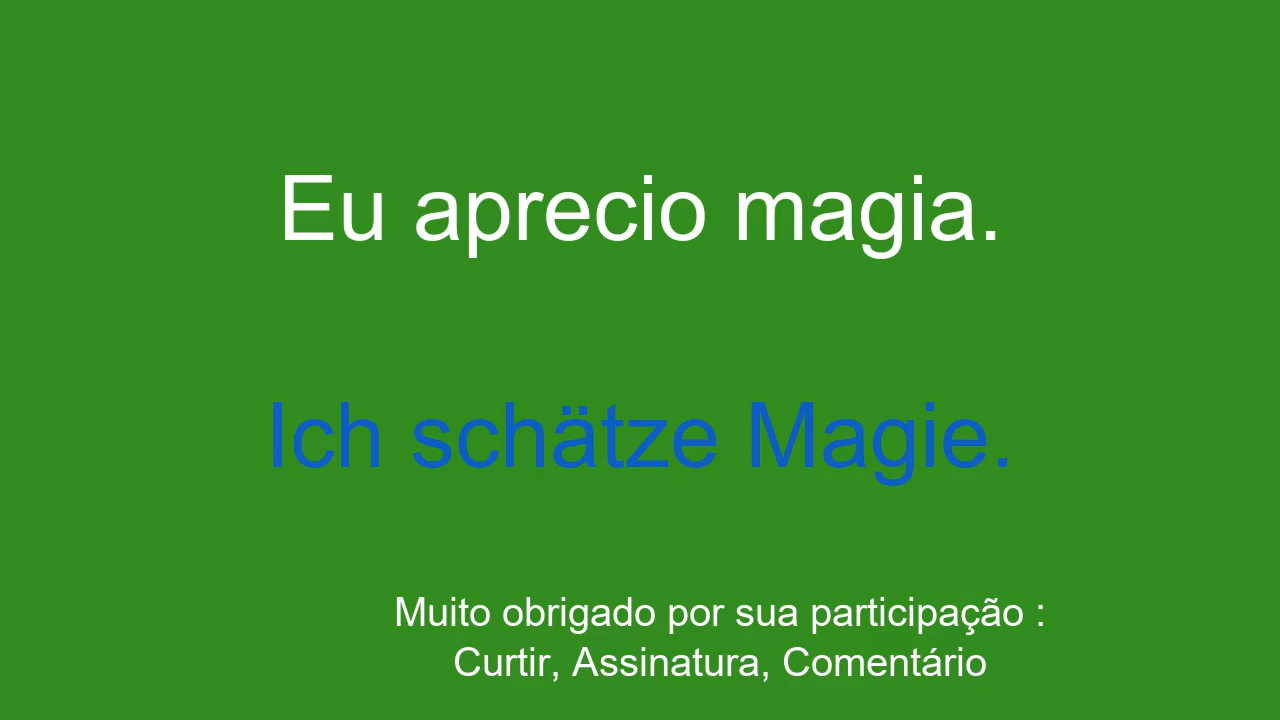 Eu aprecio magia.
Ich schätze Magie.
Muito obrigado por sua participação :
Curtir, Assinatura, Comentário